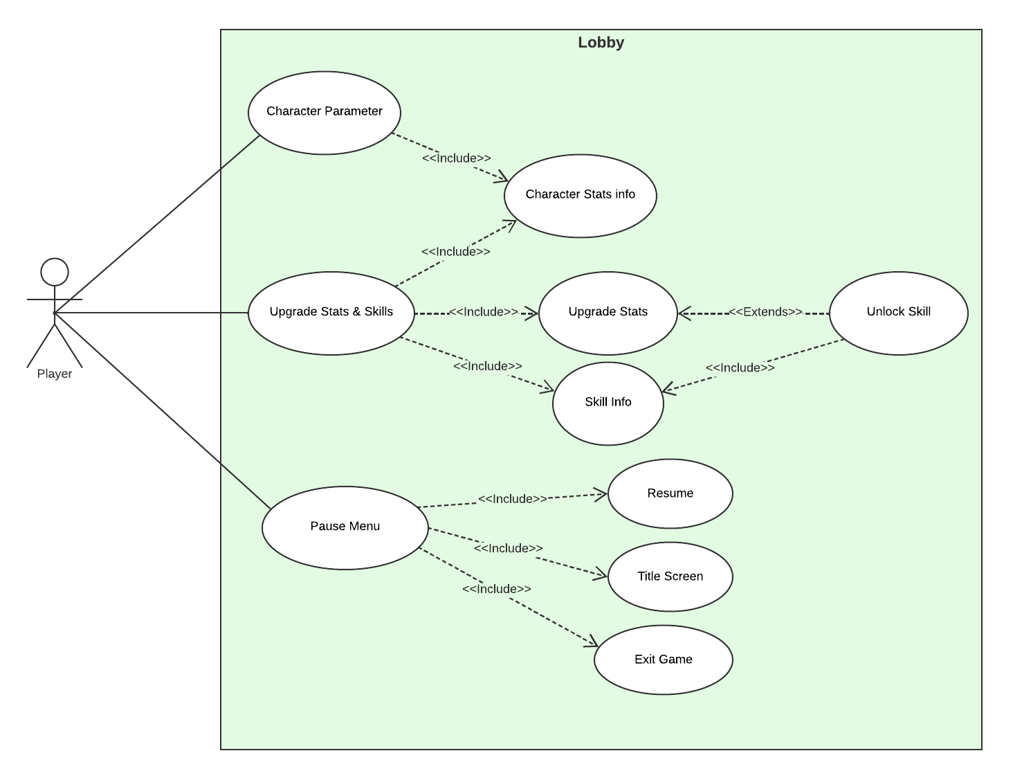 Lobby
Character Parameter
<<Include>>
Character Stats info
<<Include>>
Upgrade Stats & Skills
<<Include>>
Upgrade Stats
<<Extends>>
Unlock Skill
<<Include>>
<<Include>>
Player
Skill Info
Resume
<<Include>>
Pause Menu
<<Include>>
Title Screen
<<Include>>
Exit Game